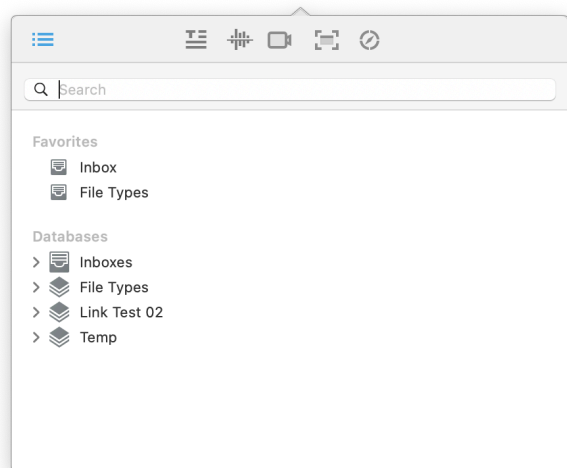 Search
Favorites
Inbox
File Types
Databases
Inboxes
File Types
Link Test 02
Temp